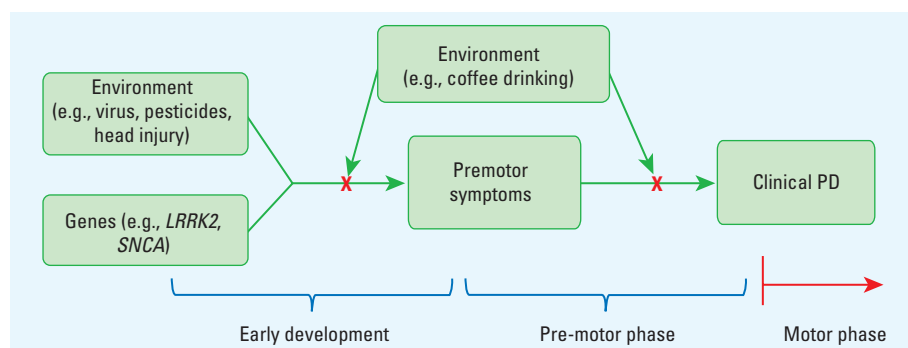 Environment
(e.g., coffee drinking)
Environment
(e.g., virus, pesticides,
head injury)
X
X
Premotor
symptoms
Clinical PD
Genes (e.g., LRRK2,
SNCA)
Early development
Pre-motor phase
Motor phase